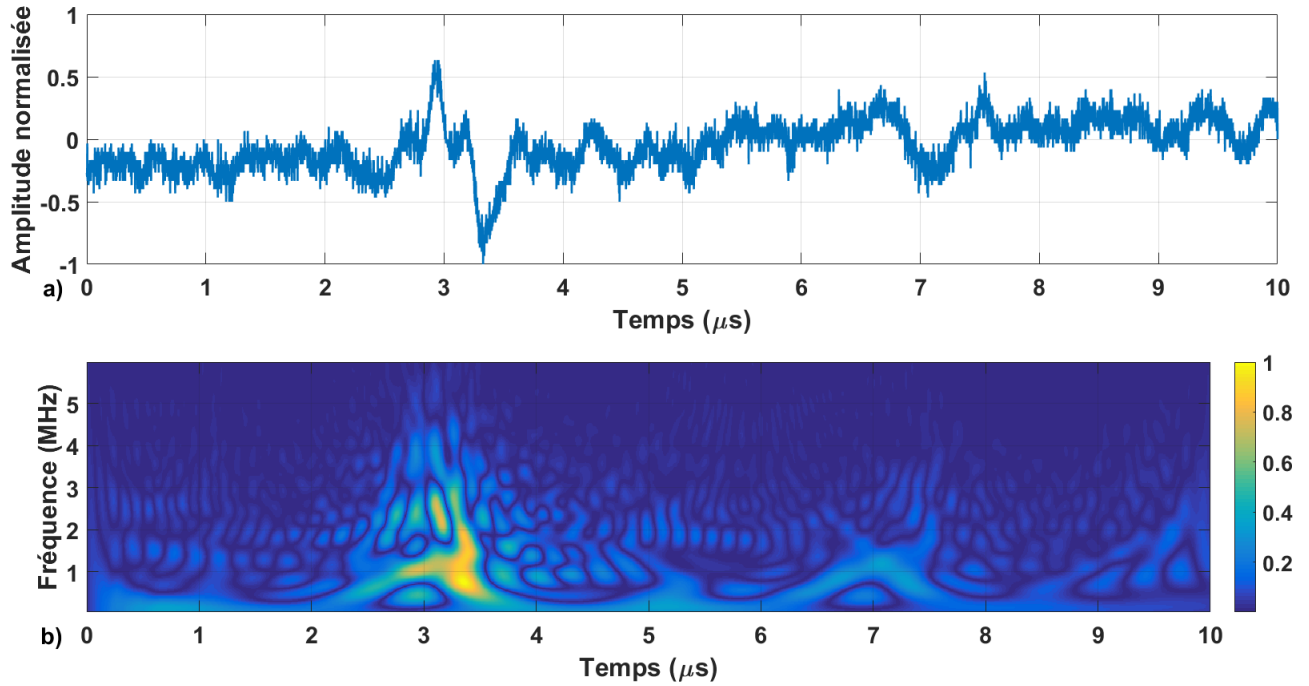 Amplitude normalisée
1
0.5
0
-0.5
-1
a)
0 1 2 3 4 5 6 7 8 9 10
Temps (μs)
Fréquence (MHz)
5
4
3
2
1
b)
0 1 2 3 4 5 6 7 8 9 10
Temps (μs)
1
0.8
0.6
0.4
0.2